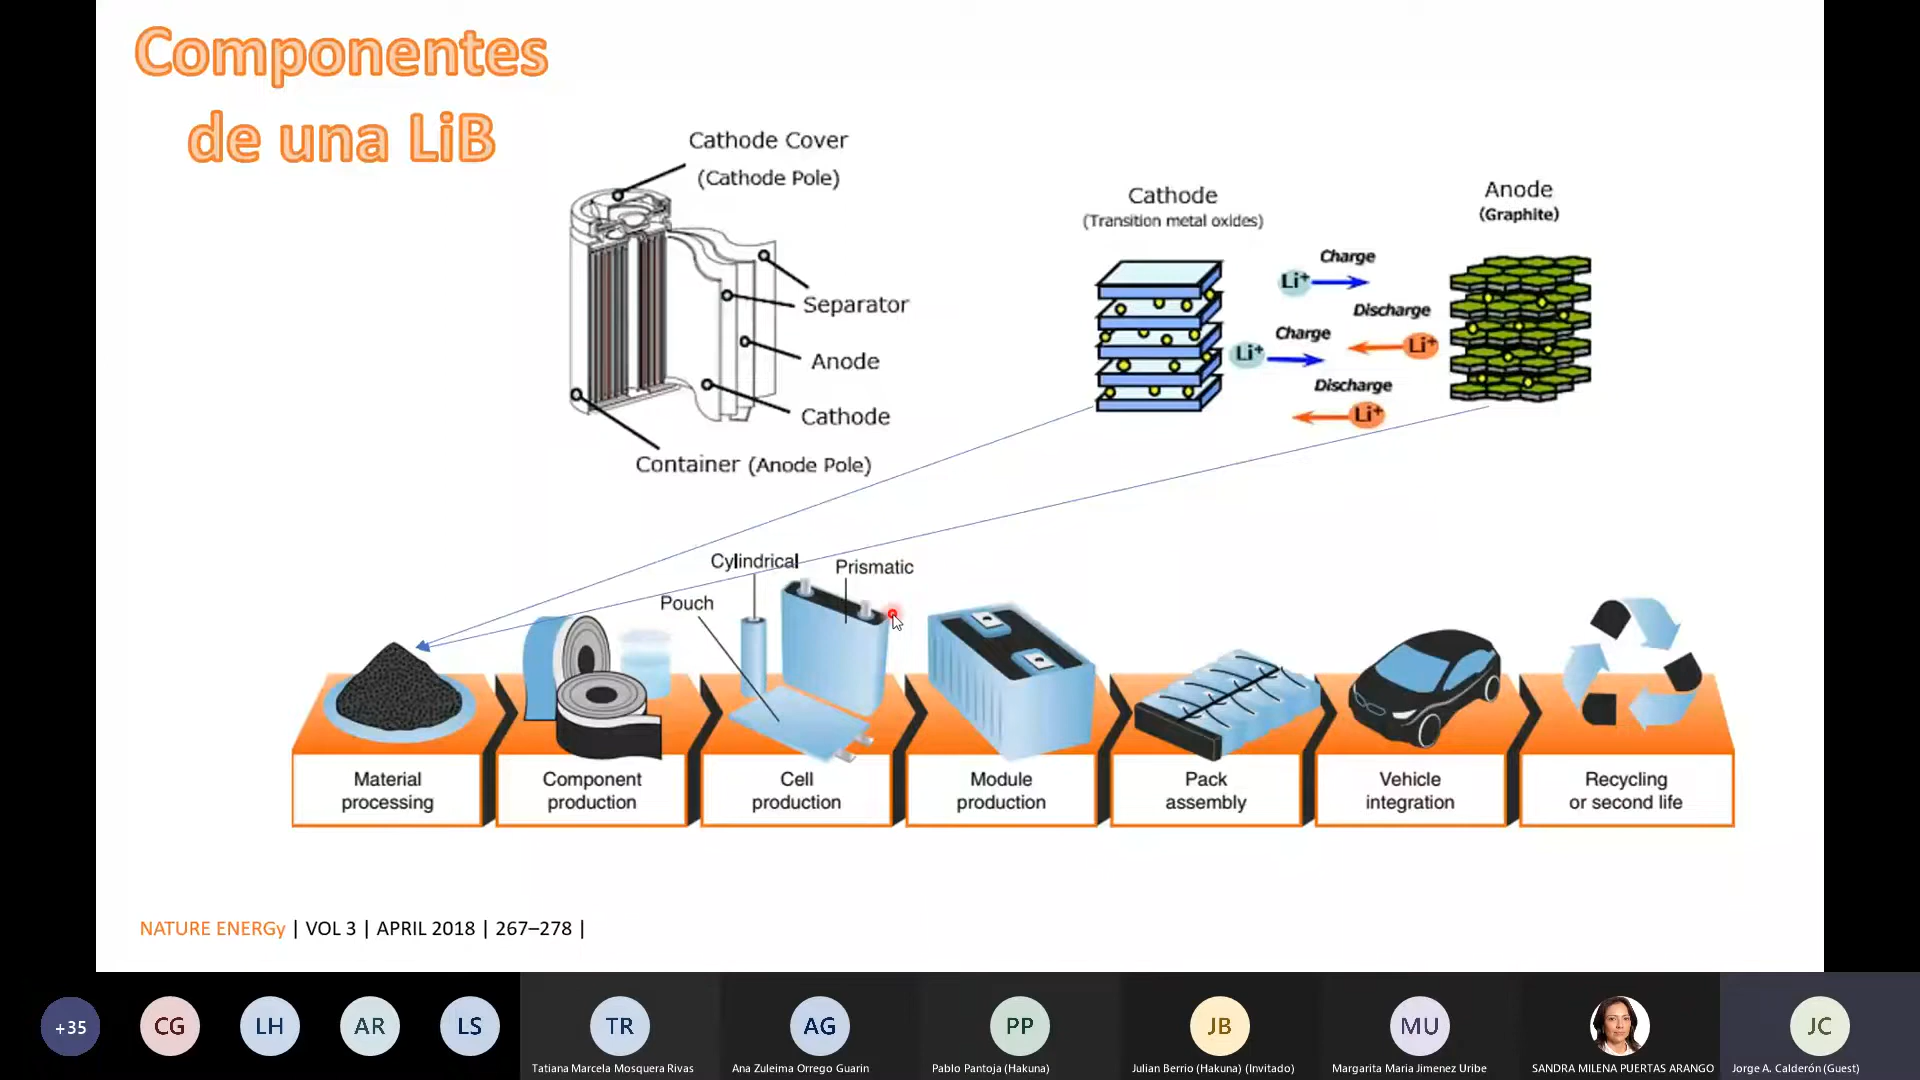 Componentes
de una LiB
Cathode Cover
(Cathode Pole)
Separator
Anode
Cathode
Container (Anode Pole)
Cathode
(Transition metal oxides)
Anode
(Graphite)
Charge
Li+
Discharge
Li+
Charge
Li+
Discharge
Li+
Cylindrical
Prismatic
Pouch
Material
processing
Component
production
Cell
production
Module
production
Pack
assembly
Vehicle
integration
Recycling
or second life
NATURE ENERGy | VOL 3 | APRIL 2018 | 267–278 |
+35
CG
LH
AR
LS
TR
Tatiana Marcela Mosquera Rivas
AG
Ana Zuleima Orrego Guarin
PP
Pablo Pantoja (Hakuna)
JB
Julian Berrio (Hakuna) (Invitado)
MU
Margarita Maria Jimenez Uribe
SANDRA MILENA PUERTAS ARANGO
JC
Jorge A. Calderón (Guest)